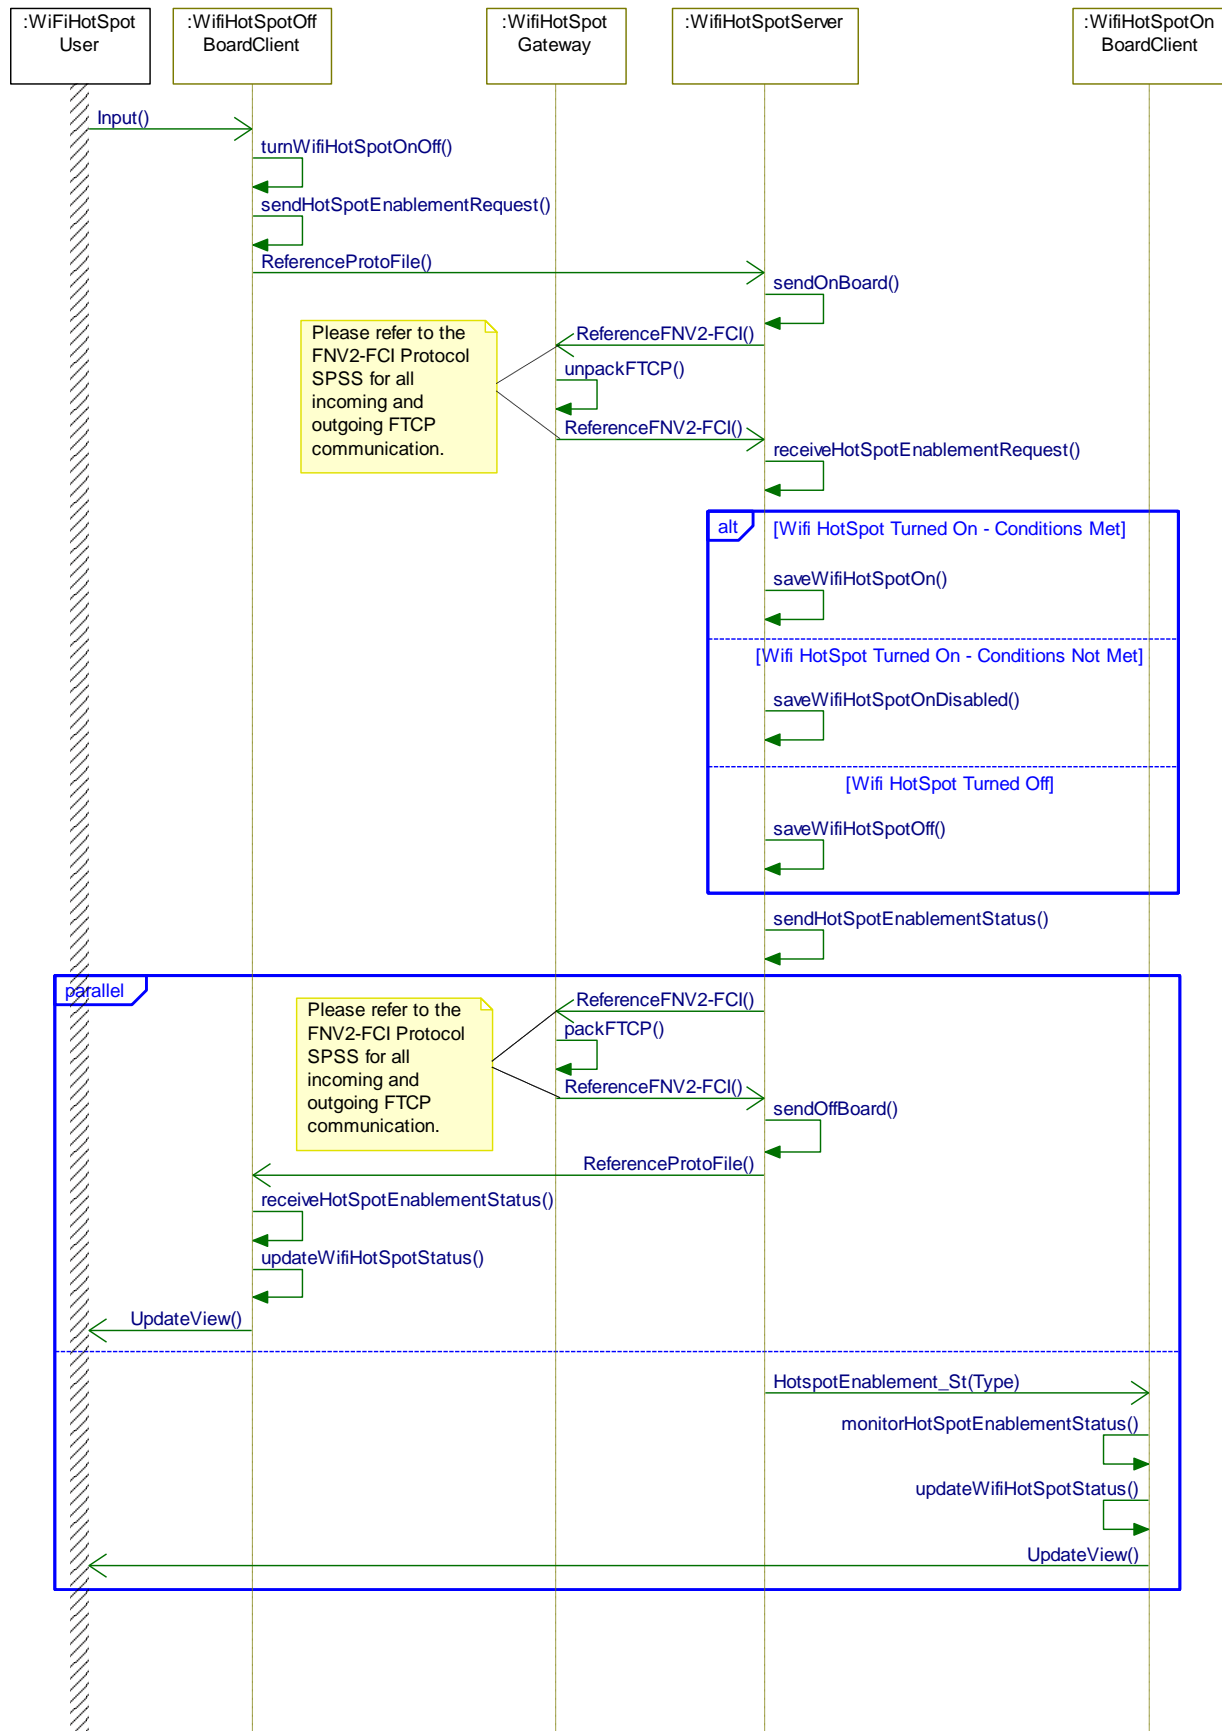 :WiFiHotSpot
User
:WifiHotSpotOff
BoardClient
:WifiHotSpot
Gateway
:WifiHotSpotServer
:WifiHotSpotOn
BoardClient
Input()
turnWifiHotSpotOnOff()
sendHotSpotEnablementRequest()
ReferenceProtoFile()
sendOnBoard()
Please refer to the
FNV2-FCI Protocol
SPSS for all
incoming and
outgoing FTCP
communication.
ReferenceFNV2-FCI()
unpackFTCP()
ReferenceFNV2-FCI()
receiveHotSpotEnablementRequest()
alt
[Wifi HotSpot Turned On - Conditions Met]
saveWifiHotSpotOn()
[Wifi HotSpot Turned On - Conditions Not Met]
saveWifiHotSpotOnDisabled()
[Wifi HotSpot Turned Off]
saveWifiHotSpotOff()
sendHotSpotEnablementStatus()
parallel
Please refer to the
FNV2-FCI Protocol
SPSS for all
incoming and
outgoing FTCP
communication.
ReferenceFNV2-FCI()
packFTCP()
ReferenceFNV2-FCI()
sendOffBoard()
ReferenceProtoFile()
receiveHotSpotEnablementStatus()
updateWifiHotSpotStatus()
UpdateView()
HotspotEnablement_St(Type)
monitorHotSpotEnablementStatus()
updateWifiHotSpotStatus()
UpdateView()